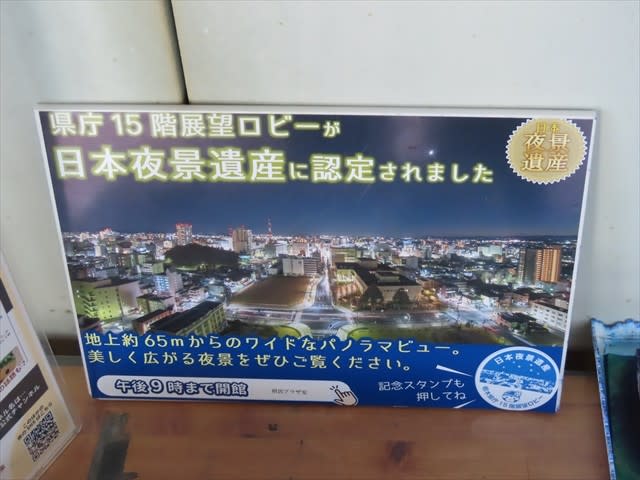 県庁15階展望ロビーが
日本夜景遺産に認定されました
日本
夜景
遺産
地上約65mからのワイドなパノラマビュー。
美しく広がる夜景をぜひご覧ください。
午後9時まで開館
記念スタンプも
押してね
日本夜景遺産